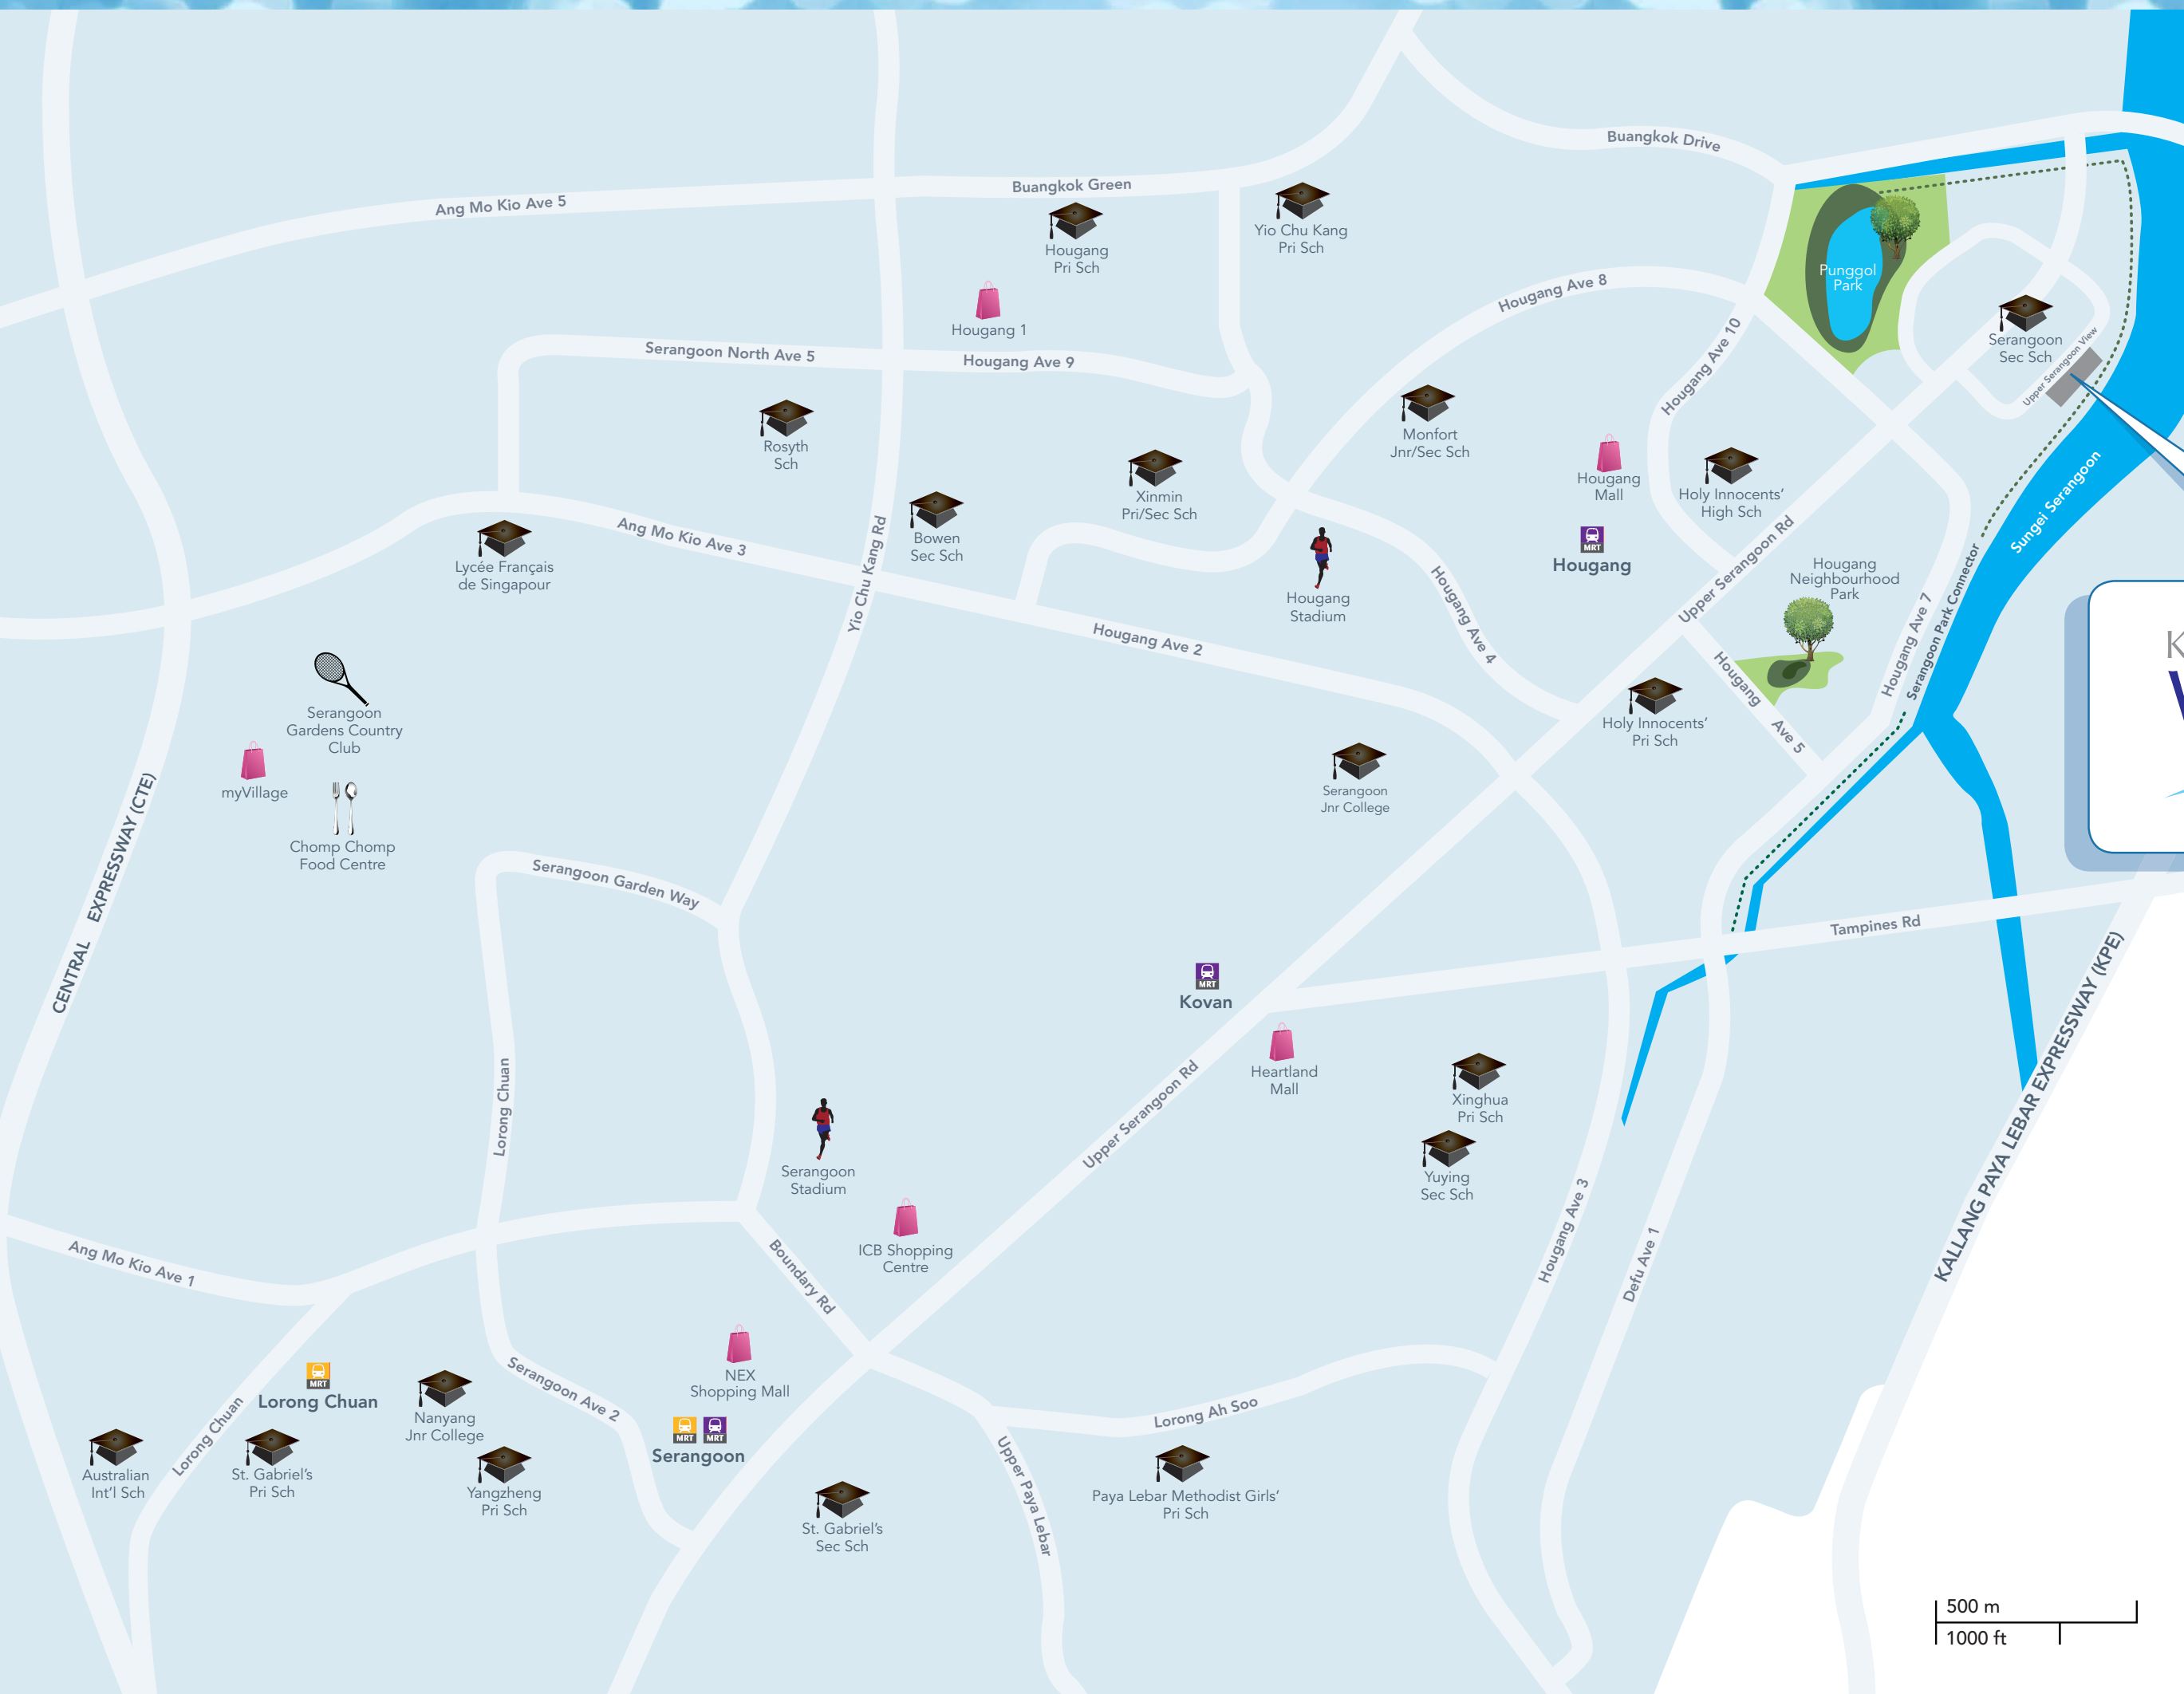 Buangkok Drive
Buangkok Green
Ang Mo Kio Ave 5
Hougang
Pri Sch
Yio Chu Kang
Pri Sch
Punggol
Park
Hougang Ave 8
Hougang 1
Serangoon North Ave 5
Hougang Ave 9
Hougang Ave 10
Serangoon
Sec Sch
Upper Serangoon View
Rosyth
Sch
Monfort
Jnr/Sec Sch
Hougang
Mall
Holy Innocents’
High Sch
Xinmin
Pri/Sec Sch
Sungei Serangoon
Ang Mo Kio Ave 3
Bowen
Sec Sch
Yio Chu Kang Rd
Lycée Français
de Singapour
MRT
Hougang
Upper Serangoon Rd
Hougang
Neighbourhood
Park
Hougang
Stadium
Hougang Ave 4
Hougang Ave 7
Serangoon Park Connector
Hougang Ave 2
Hougang Ave 5
Holy Innocents’
Pri Sch
Serangoon
Gardens Country
Club
myVillage
Chomp Chomp
Food Centre
Serangoon
Jnr College
CENTRAL EXPRESSWAY (CTE)
Serangoon Garden Way
Tampines Rd
KALLANG PAYA LEBAR EXPRESSWAY (KPE)
MRT
Kovan
Heartland
Mall
Xinghua
Pri Sch
Yuying
Sec Sch
Lorong Chuan
Upper Serangoon Rd
Serangoon
Stadium
ICB Shopping
Centre
Hougang Ave 3
Defu Ave 1
Ang Mo Kio Ave 1
Boundary Rd
NEX
Shopping Mall
MRT
Lorong Chuan
Lorong Chuan
Nanyang
Jnr College
Serangoon Ave 2
MRT
MRT
Serangoon
Lorong Ah Soo
Upper Paya Lebar
Australian
Int’l Sch
St. Gabriel’s
Pri Sch
Yangzheng
Pri Sch
St. Gabriel’s
Sec Sch
Paya Lebar Methodist Girls’
Pri Sch
500 m
1000 ft